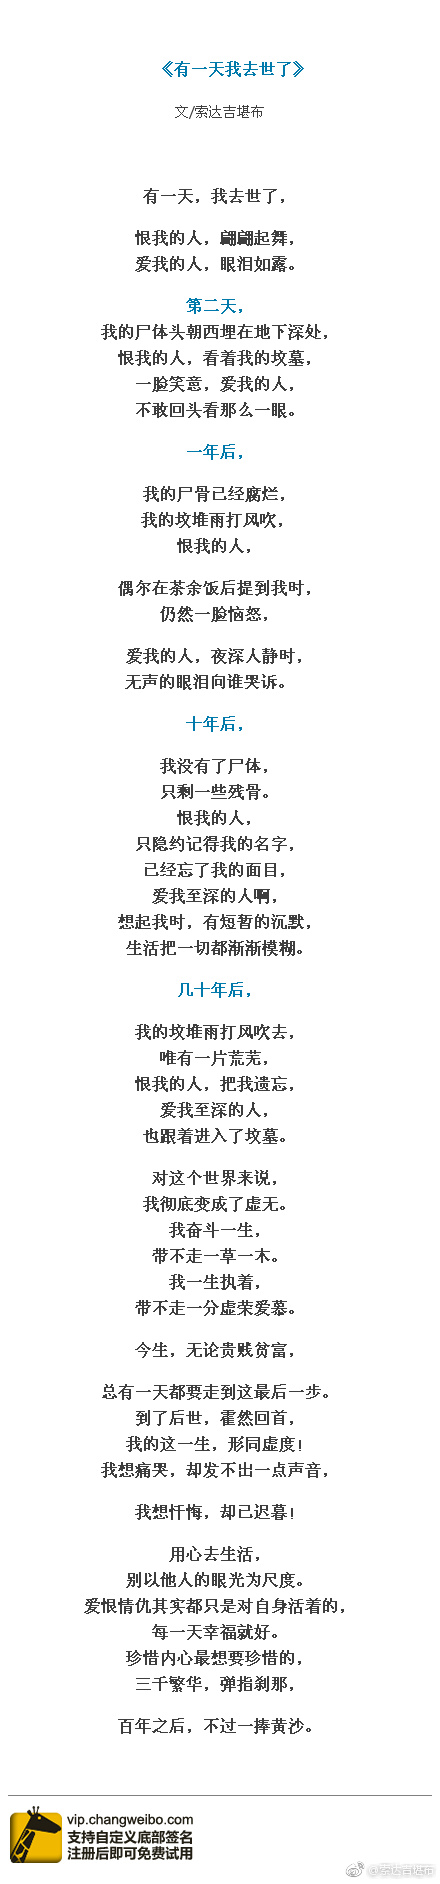 《有一天我去世了》
文/索达吉堪布
有一天，我去世了，
恨我的人，翩翩起舞，
爱我的人，眼泪如露。
第二天，
我的尸体头朝西埋在地下深处，
恨我的人，看着我的坟墓，
一脸笑意，爱我的人，
不敢回头看那么一眼。
一年后，
我的尸骨已经腐烂，
我的坟堆雨打风吹，
恨我的人，
偶尔在茶余饭后提到我时，
仍然一脸恼怒，
爱我的人，夜深人静时，
无声的眼泪向谁哭诉。
十年后，
我没有了尸体，
只剩一些残骨。
恨我的人，
只隐约记得我的名字，
已经忘了我的面目，
爱我至深的人啊，
想起我时，有短暂的沉默，
生活把一切都渐渐模糊。
几十年后，
我的坟堆雨打风吹去，
唯有一片荒芜，
恨我的人，把我遗忘，
爱我至深的人，
也跟着进入了坟墓。
对这个世界来说，
我彻底变成了虚无。
我奋斗一生，
带不走一草一木。
我一生执着，
带不走一分虚荣爱慕。
今生，无论贵贱贫富，
总有一天都要走到这最后一步。
到了后世，霍然回首，
我的这一生，形同虚度！
我想痛哭，却发不出一点声音，
我想忏悔，却已迟暮！
用心去生活，
别以他人的眼光为尺度。
爱恨情仇其实都只是对自身活着的，
每一天幸福就好。
珍惜内心最想要珍惜的，
三千繁华，弹指刹那，
百年之后，不过一捧黄沙。
vip.changweibo.com
支持自定义底部签名
注册后即可免费试用
@索达吉堪布